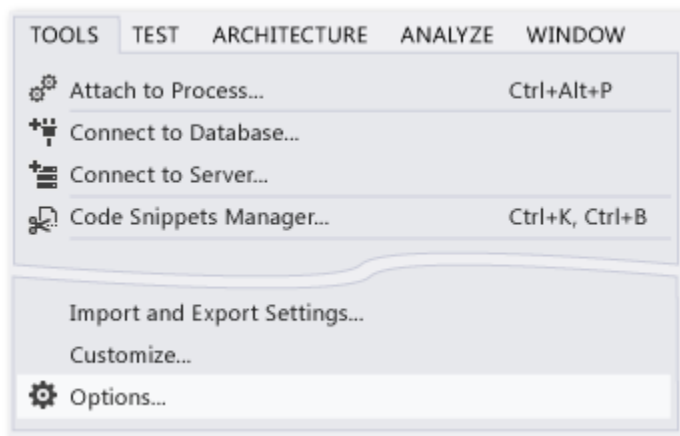 TOOLS TEST ARCHITECTURE ANALYZE WINDOW
Attach to Process... Ctrl+Alt+P
Connect to Database...
Connect to Server...
Code Snippets Manager... Ctrl+K, Ctrl+B
Import and Export Settings...
Customize...
Options...